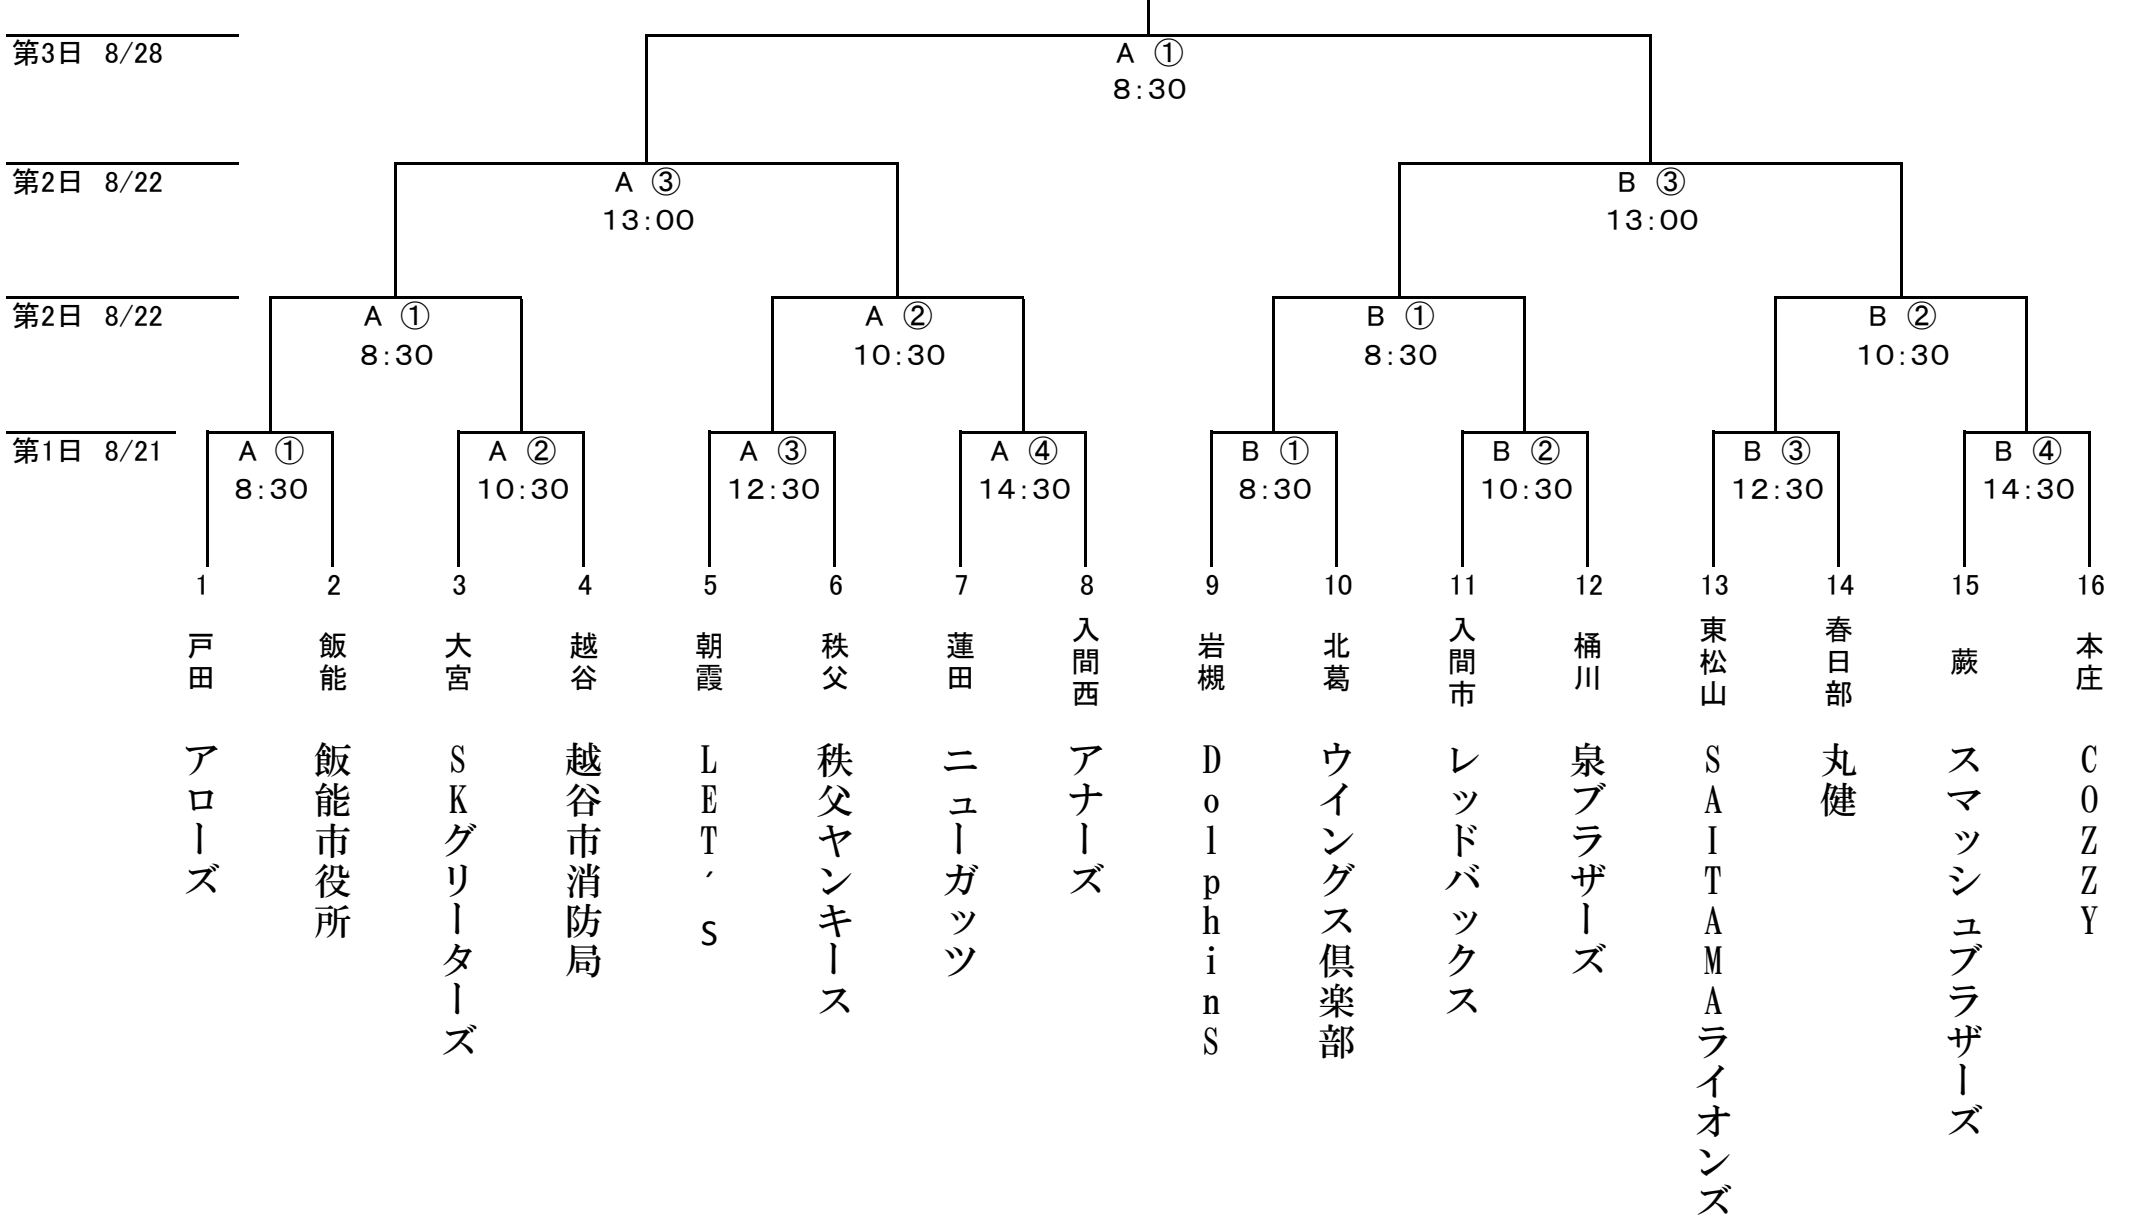 第3日 8/28
A ①
8:30
第2日 8/22
A ③
13:00
B ③
13:00
第2日 8/22
A ①
8:30
A ②
10:30
B ①
8:30
B ②
10:30
第1日 8/21
A ①
8:30
A ②
10:30
A ③
12:30
A ④
14:30
B ①
8:30
B ②
10:30
B ③
12:30
B ④
14:30
1
戸田
アローズ
2
飯能
飯能市役所
3
大宮
SKグリーターズ
4
越谷
越谷市消防局
5
朝霞
LET´S
6
秩父
秩父ヤンキース
7
蓮田
ニューガッツ
8
入間西
アナーズ
9
岩槻
DolphinS
10
北葛
ウイングス倶楽部
11
入間市
レッドバックス
12
桶川
泉ブラザーズ
13
東松山
SAITAMAライオンズ
14
春日部
丸健
15
蕨
スマッシュブラザーズ
16
本庄
COZZY